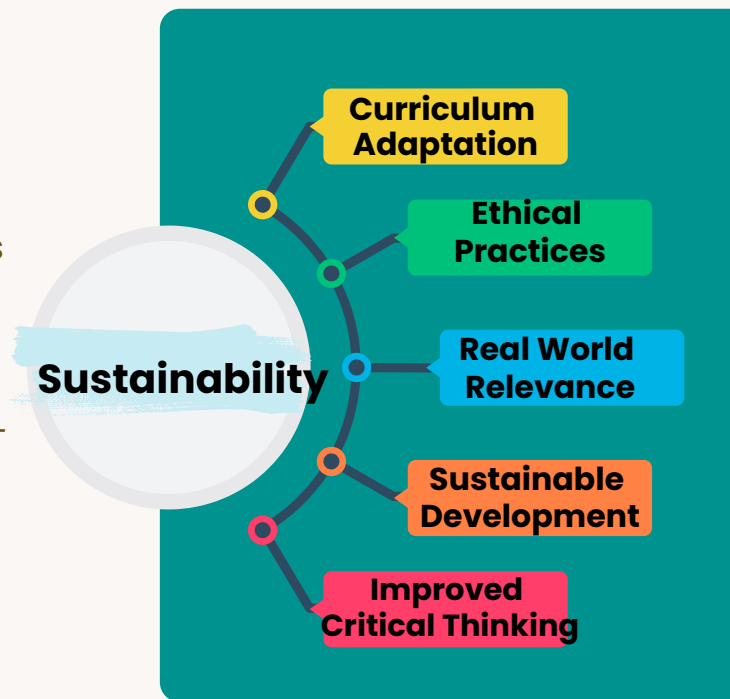 Curriculum
Adaptation
Ethical
Practices
Real World
Relevance
Sustainability
Sustainable
Development
Improved
Critical Thinking